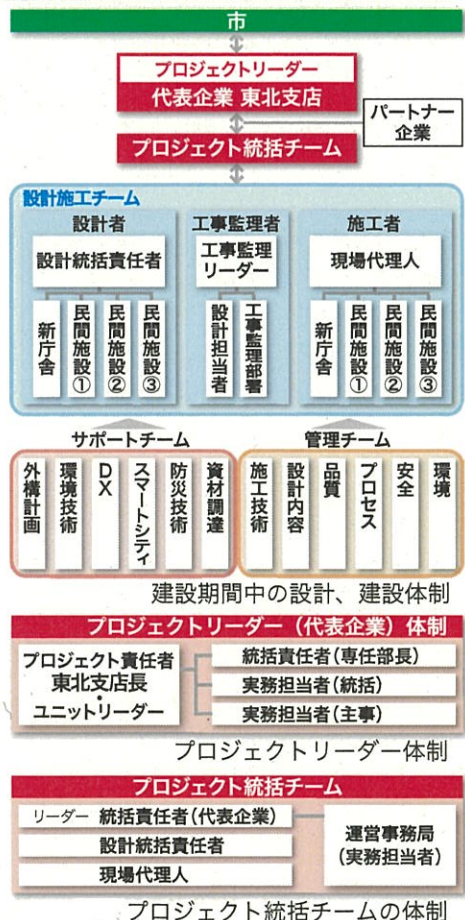 市
プロジェクトリーダー
代表企業 東北支店
パートナー
企業
プロジェクト統括チーム
設計施工チーム
設計者
設計統括責任者
新庁舎
民間施設①
民間施設②
民間施設③
工事監理者
工事監理
リーダー
設計担当者
工事監理部署
施工者
現場代理人
新庁舎
民間施設①
民間施設②
民間施設③
サポートチーム
外構計画
環境技術
DX
スマートシティ
防災技術
資材調達
管理チーム
施工技術
設計内容
品質
プロセス
安全
環境
建設期間中の設計、建設体制
プロジェクトリーダー（代表企業）体制
プロジェクト責任者
東北支店長
・
ユニットリーダー
統括責任者（専任部長）
実務担当者（統括）
実務担当者（主事）
プロジェクトリーダー体制
プロジェクト統括チーム
リーダー 統括責任者（代表企業）
設計統括責任者
現場代理人
運営事務局
（実務担当者）
プロジェクト統括チームの体制